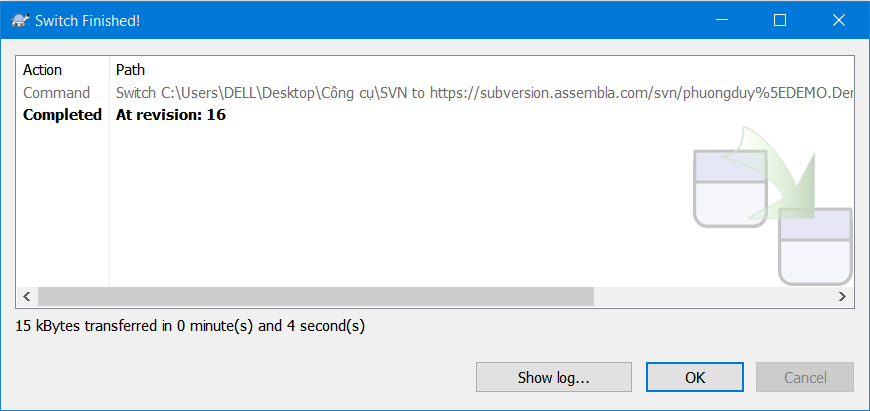 Switch Finished!
Action Path
Command Switch C:\Users\DELL\Desktop\Công cụ\SVN to https://subversion.assembla.com/svn/phuongduy%5EDEMO.Der
Completed At revision: 16
15 kBytes transferred in 0 minute(s) and 4 second(s)
Show log... OK Cancel